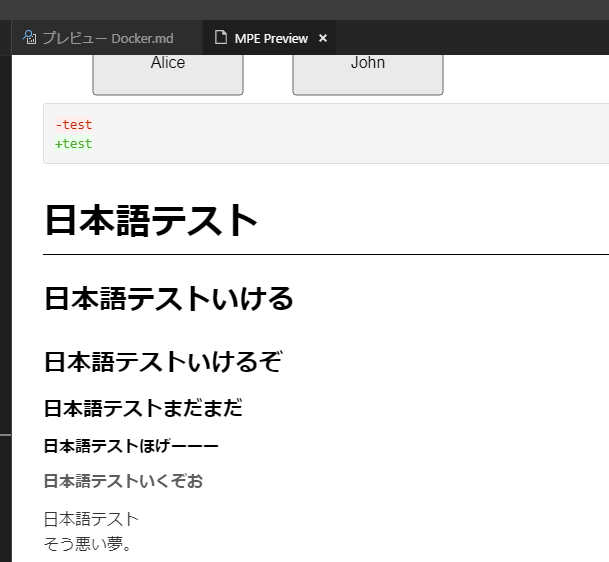 プレビュー Docker.md MPE Preview ×
Alice John
-test
+test
日本語テスト
日本語テストいける
日本語テストいけるぞ
日本語テストまだまだ
日本語テストほげーーー
日本語テストいくぞお
日本語テスト
そう悪い夢。